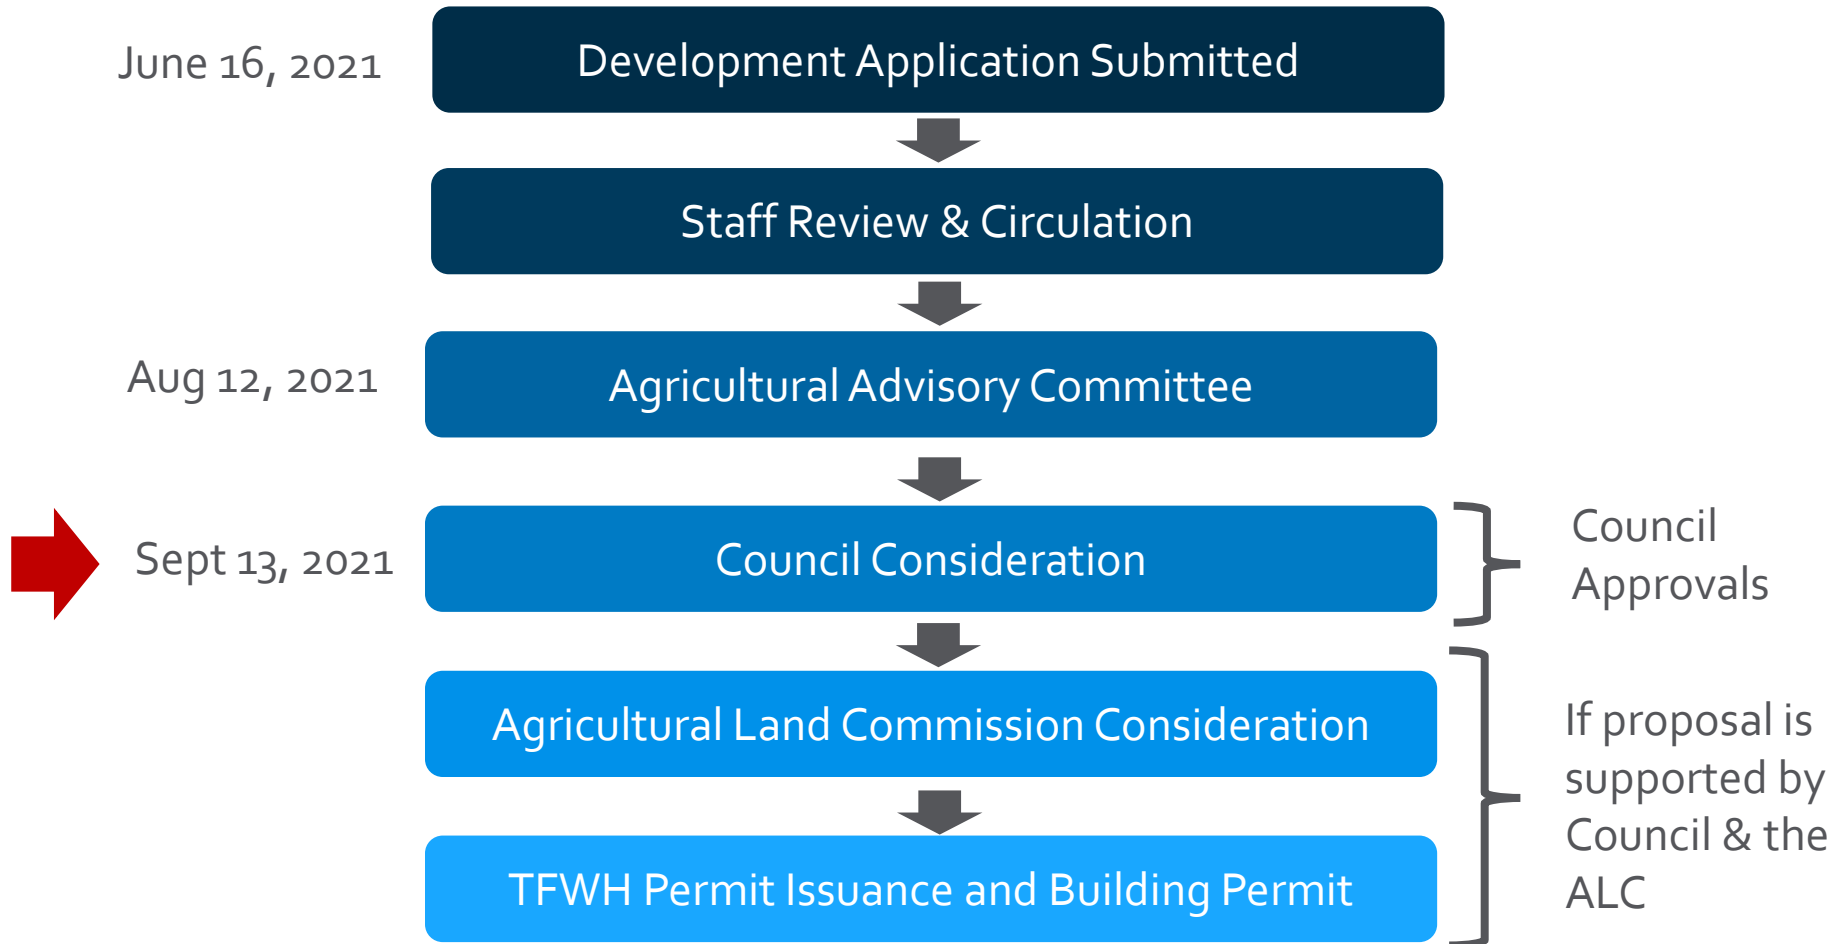 June 16, 2021
Development Application Submitted
Staff Review & Circulation
Aug 12, 2021
Agricultural Advisory Committee
Sept 13, 2021
Council Consideration
Council
Approvals
Agricultural Land Commission Consideration
If proposal is
supported by
Council & the
ALC
TFWH Permit Issuance and Building Permit